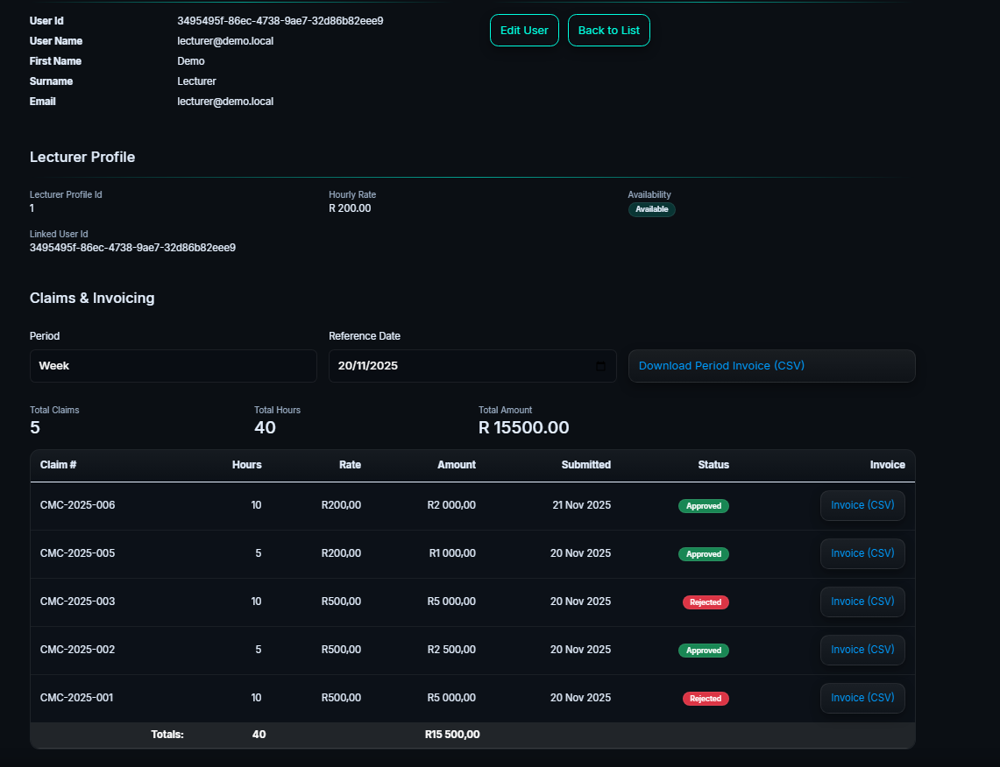 User Id 3495495f-86ec-4738-9ae7-32d86b82eee9
Edit User Back to List
User Name lecturer@demo.local
First Name Demo
Surname Lecturer
Email lecturer@demo.local
Lecturer Profile
Lecturer Profile Id Hourly Rate Availability
1 R 200.00 Available
Linked User Id
3495495f-86ec-4738-9ae7-32d86b82eee9
Claims & Invoicing
Period Reference Date
Week 20/11/2025 Download Period Invoice (CSV)
Total Claims Total Hours Total Amount
5 40 R 15500.00
Claim # Hours Rate Amount Submitted Status Invoice
CMC-2025-006 10 R200,00 R2 000,00 21 Nov 2025 Approved Invoice (CSV)
CMC-2025-005 5 R200,00 R1 000,00 20 Nov 2025 Approved Invoice (CSV)
CMC-2025-003 10 R500,00 R5 000,00 20 Nov 2025 Rejected Invoice (CSV)
CMC-2025-002 5 R500,00 R2 500,00 20 Nov 2025 Approved Invoice (CSV)
CMC-2025-001 10 R500,00 R5 000,00 20 Nov 2025 Rejected Invoice (CSV)
Totals: 40 R15 500,00